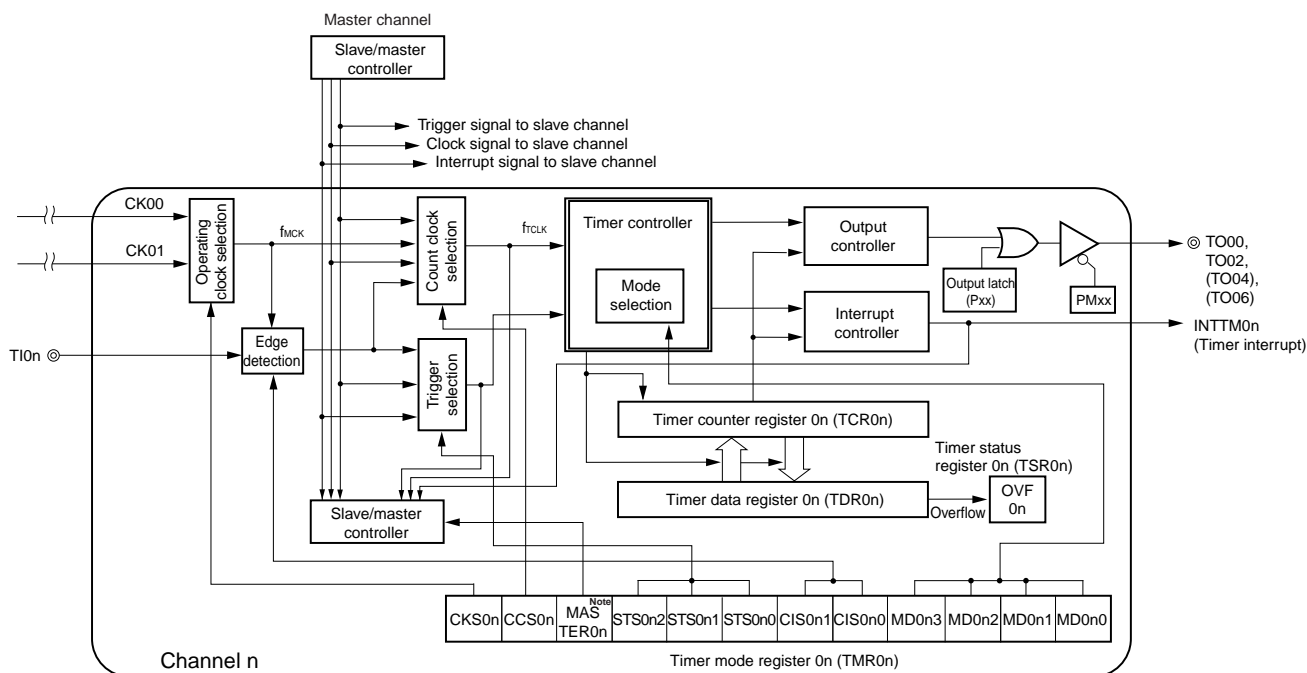 Master channel
Slave/master
controller
Trigger signal to slave channel
Clock signal to slave channel
Interrupt signal to slave channel
CK00
CK01
Operating
clock selection
fMCK
Count clock
selection
fTCLK
Timer controller
Mode
selection
Output
controller
Output latch
(Pxx)
PMxx
TO00,
TO02,
(TO04),
(TO06)
Interrupt
controller
INTTM0n
(Timer interrupt)
TI0n
Edge
detection
Trigger
selection
Timer counter register 0n (TCR0n)
Timer status
register 0n (TSR0n)
Timer data register 0n (TDR0n)
Overflow
OVF
0n
Slave/master
controller
CKS0n
CCS0n
MAS Note
TER0n
STS0n2
STS0n1
STS0n0
CIS0n1
CIS0n0
MD0n3
MD0n2
MD0n1
MD0n0
Channel n
Timer mode register 0n (TMR0n)